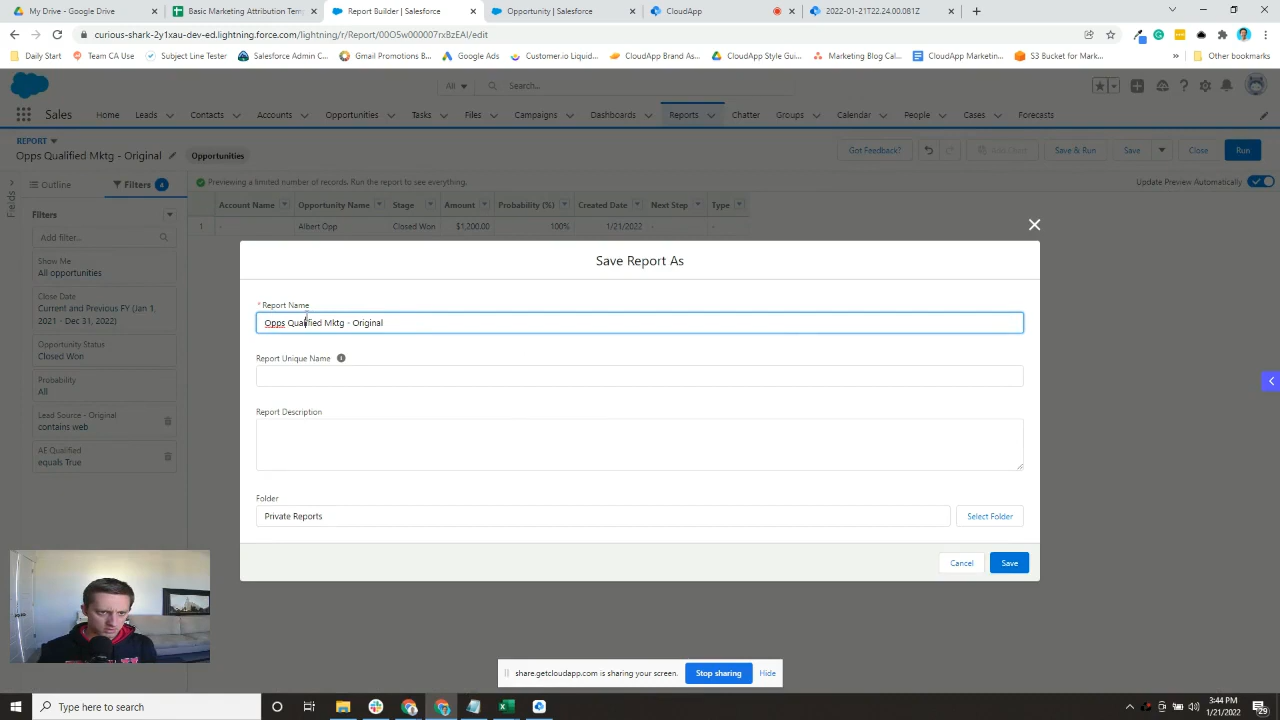 My Drive - Google Drive
Basic Marketing Attribution Temp
Report Builder | Salesforce
Opportunity | Salesforce
CloudApp
2022-01-21T22.24.00.081Z
curious-shark-2y1xau-dev-ed.lightning.force.com/lightning/r/Report/00O5w000007rxBzEAI/edit
Daily Start
Team CA Use
Subject Line Tester
Salesforce Admin C...
Gmail Promotions B...
Google Ads
Customer.io Liquid...
CloudApp Brand As...
CloudApp Style Gui...
Marketing Blog Cal...
CloudApp Marketin...
S3 Bucket for Mark...
Other bookmarks
All
Search...
Sales
Home
Leads
Contacts
Accounts
Opportunities
Tasks
Files
Campaigns
Dashboards
Reports
Chatter
Groups
Calendar
People
Cases
Forecasts
REPORT
Opps Qualified Mktg - Original
Opportunities
Got Feedback?
Add Chart
Save & Run
Save
Close
Run
Fields
Outline
Filters
4
Previewing a limited number of records. Run the report to see everything.
Update Preview Automatically
Filters
Add filter...
Show Me
All opportunities
Close Date
Current and Previous FY (Jan 1,
2021 - Dec 31, 2022)
Opportunity Status
Closed Won
Probability
All
Lead Source - Original
contains web
AE Qualified
equals True
Account Name
Opportunity Name
Stage
Amount
Probability (%)
Created Date
Next Step
Type
1
-
Albert Opp
Closed Won
$1,200.00
100%
1/21/2022
-
-
Save Report As
* Report Name
Opps Qualified Mktg - Original
Report Unique Name
Report Description
Folder
Private Reports
Select Folder
Cancel
Save
share.getcloudapp.com is sharing your screen.
Stop sharing
Hide
Type here to search
3:44 PM
1/21/2022
29